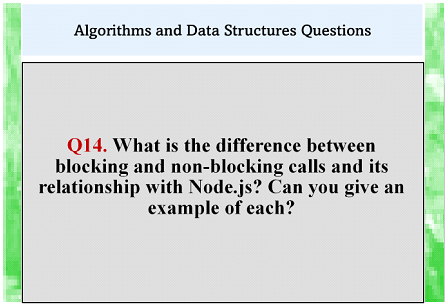 Algorithms and Data Structures Questions
Q14. What is the difference between
blocking and non-blocking calls and its
relationship with Node.js? Can you give an
example of each?